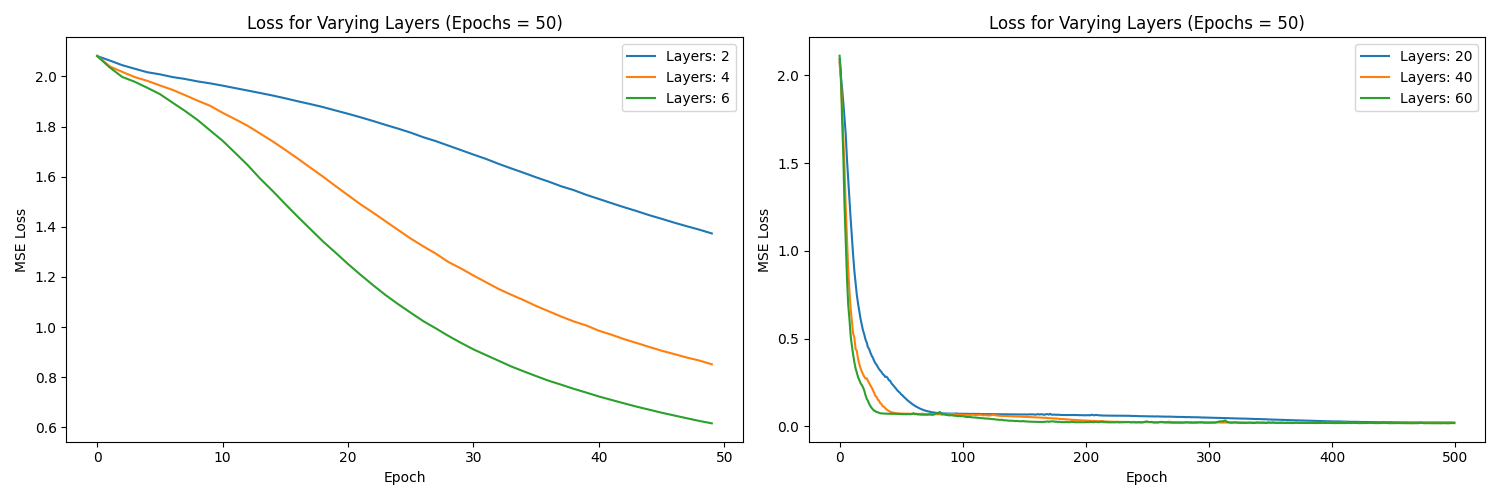 Loss for Varying Layers (Epochs = 50)
MSE Loss
2.0
1.8
1.6
1.4
1.2
1.0
0.8
0.6
Layers: 2
Layers: 4
Layers: 6
0 10 20 30 40 50
Epoch
Loss for Varying Layers (Epochs = 50)
MSE Loss
2.0
1.5
1.0
0.5
0.0
Layers: 20
Layers: 40
Layers: 60
0 100 200 300 400 500
Epoch